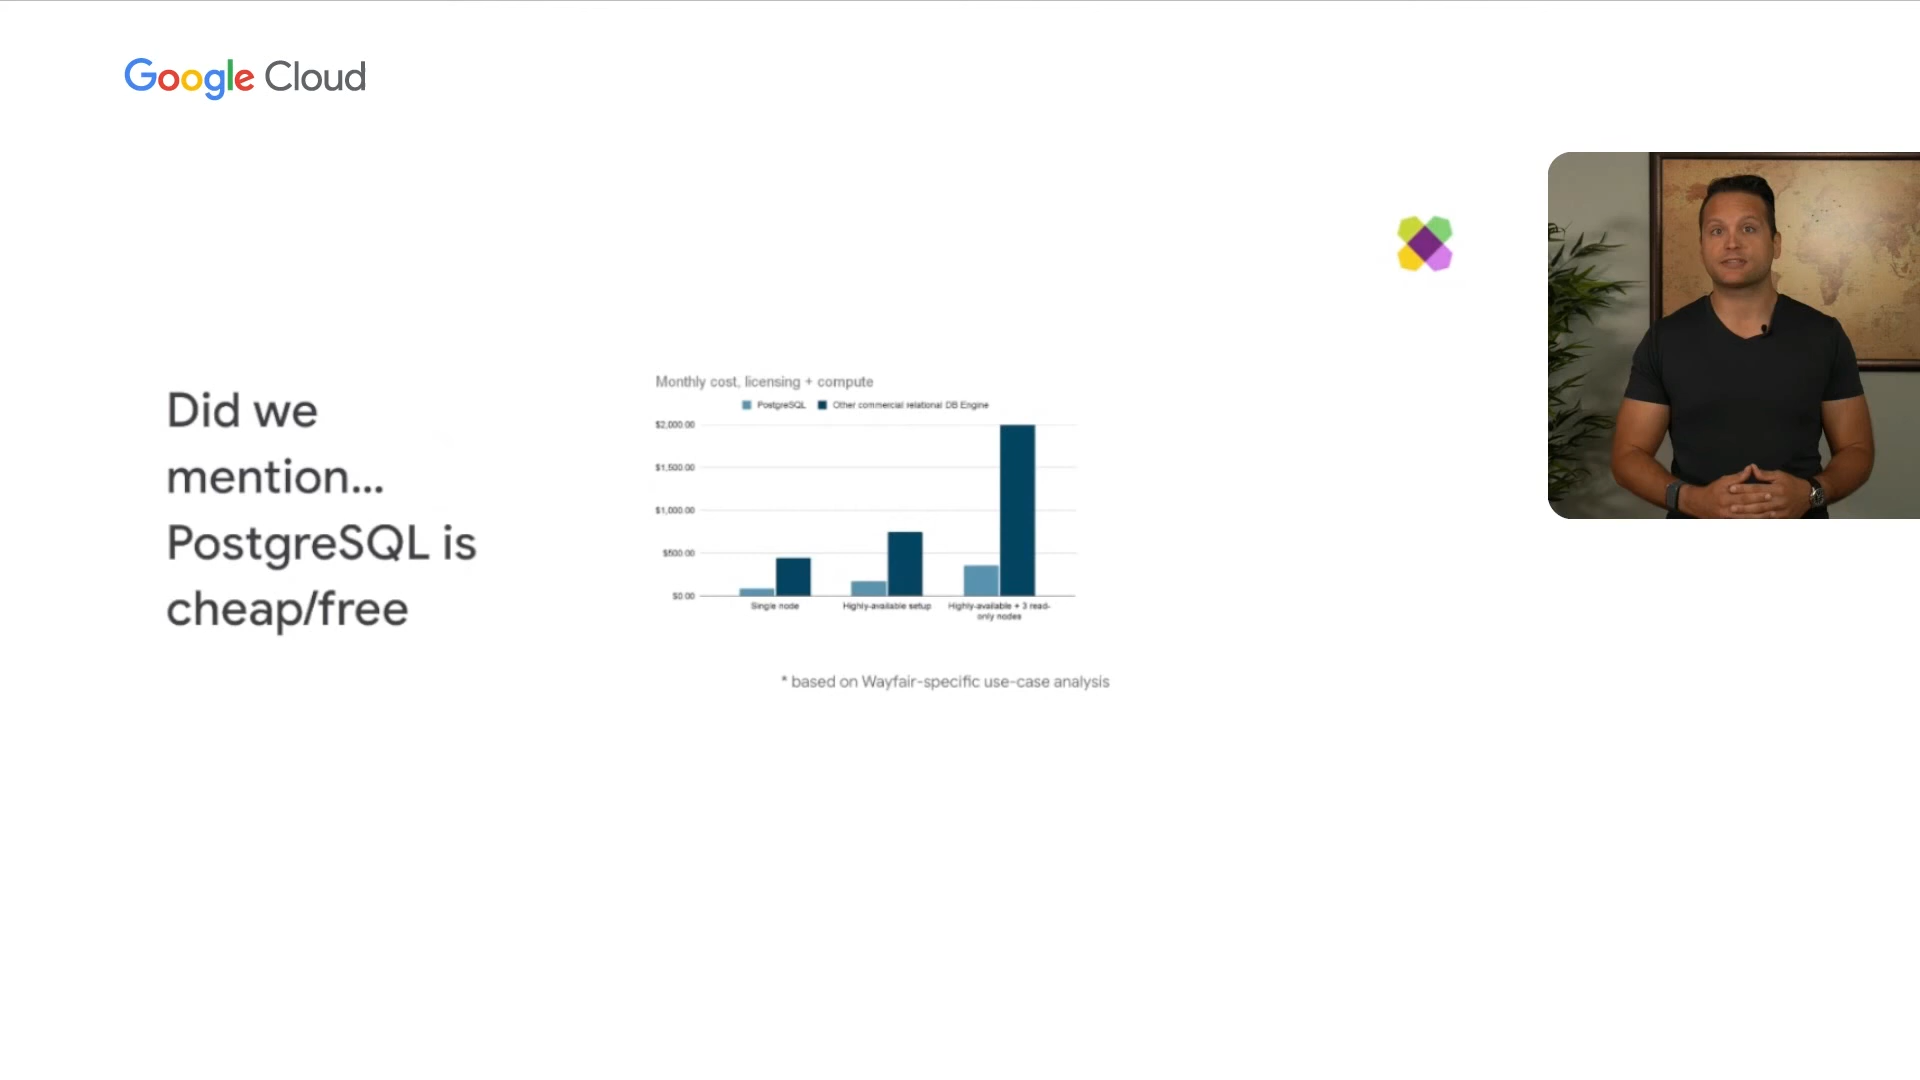 Google Cloud
Did we
mention...
PostgreSQL is
cheap/free
Monthly cost, licensing + compute
PostgreSQL
Other commercial relational DB Engine
$2,000.00
$1,500.00
$1,000.00
$500.00
$0.00
Single node
Highly-available setup
Highly-available + 3 read-
only nodes
* based on Wayfair-specific use-case analysis